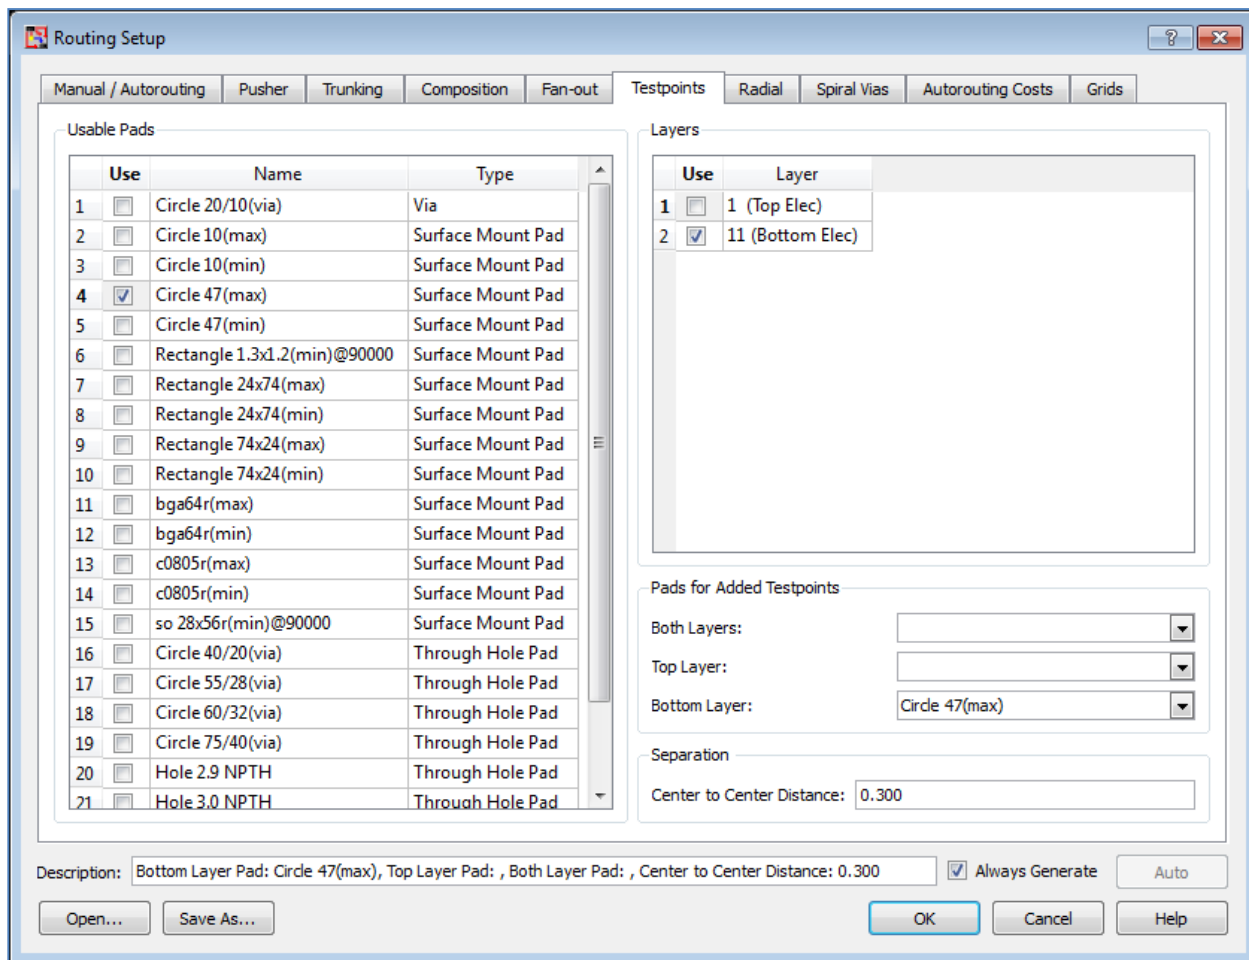 Routing Setup
Manual / Autorouting Pusher Trunking Composition Fan-out Testpoints Radial Spiral Vias Autorouting Costs Grids
Usable Pads
Use Name Type
1 Circle 20/10(via) Via
2 Circle 10(max) Surface Mount Pad
3 Circle 10(min) Surface Mount Pad
4 Circle 47(max) Surface Mount Pad
5 Circle 47(min) Surface Mount Pad
6 Rectangle 1.3x1.2(min)@90000 Surface Mount Pad
7 Rectangle 24x74(max) Surface Mount Pad
8 Rectangle 24x74(min) Surface Mount Pad
9 Rectangle 74x24(max) Surface Mount Pad
10 Rectangle 74x24(min) Surface Mount Pad
11 bga64r(max) Surface Mount Pad
12 bga64r(min) Surface Mount Pad
13 c0805r(max) Surface Mount Pad
14 c0805r(min) Surface Mount Pad
15 so 28x56r(min)@90000 Surface Mount Pad
16 Circle 40/20(via) Through Hole Pad
17 Circle 55/28(via) Through Hole Pad
18 Circle 60/32(via) Through Hole Pad
19 Circle 75/40(via) Through Hole Pad
20 Hole 2.9 NPTH Through Hole Pad
21 Hole 3.0 NPTH Through Hole Pad
Layers
Use Layer
1 1 (Top Elec)
2 11 (Bottom Elec)
Pads for Added Testpoints
Both Layers:
Top Layer:
Bottom Layer: Circle 47(max)
Separation
Center to Center Distance: 0.300
Description: Bottom Layer Pad: Circle 47(max), Top Layer Pad: , Both Layer Pad: , Center to Center Distance: 0.300 Always Generate Auto
Open... Save As... OK Cancel Help